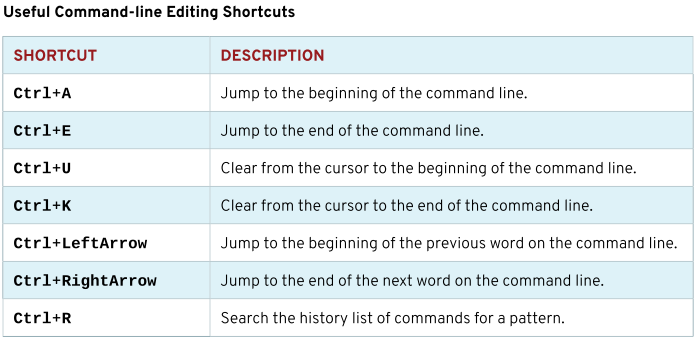 Useful Command-line Editing Shortcuts
SHORTCUT DESCRIPTION
Ctrl+A Jump to the beginning of the command line.
Ctrl+E Jump to the end of the command line.
Ctrl+U Clear from the cursor to the beginning of the command line.
Ctrl+K Clear from the cursor to the end of the command line.
Ctrl+LeftArrow Jump to the beginning of the previous word on the command line.
Ctrl+RightArrow Jump to the end of the next word on the command line.
Ctrl+R Search the history list of commands for a pattern.